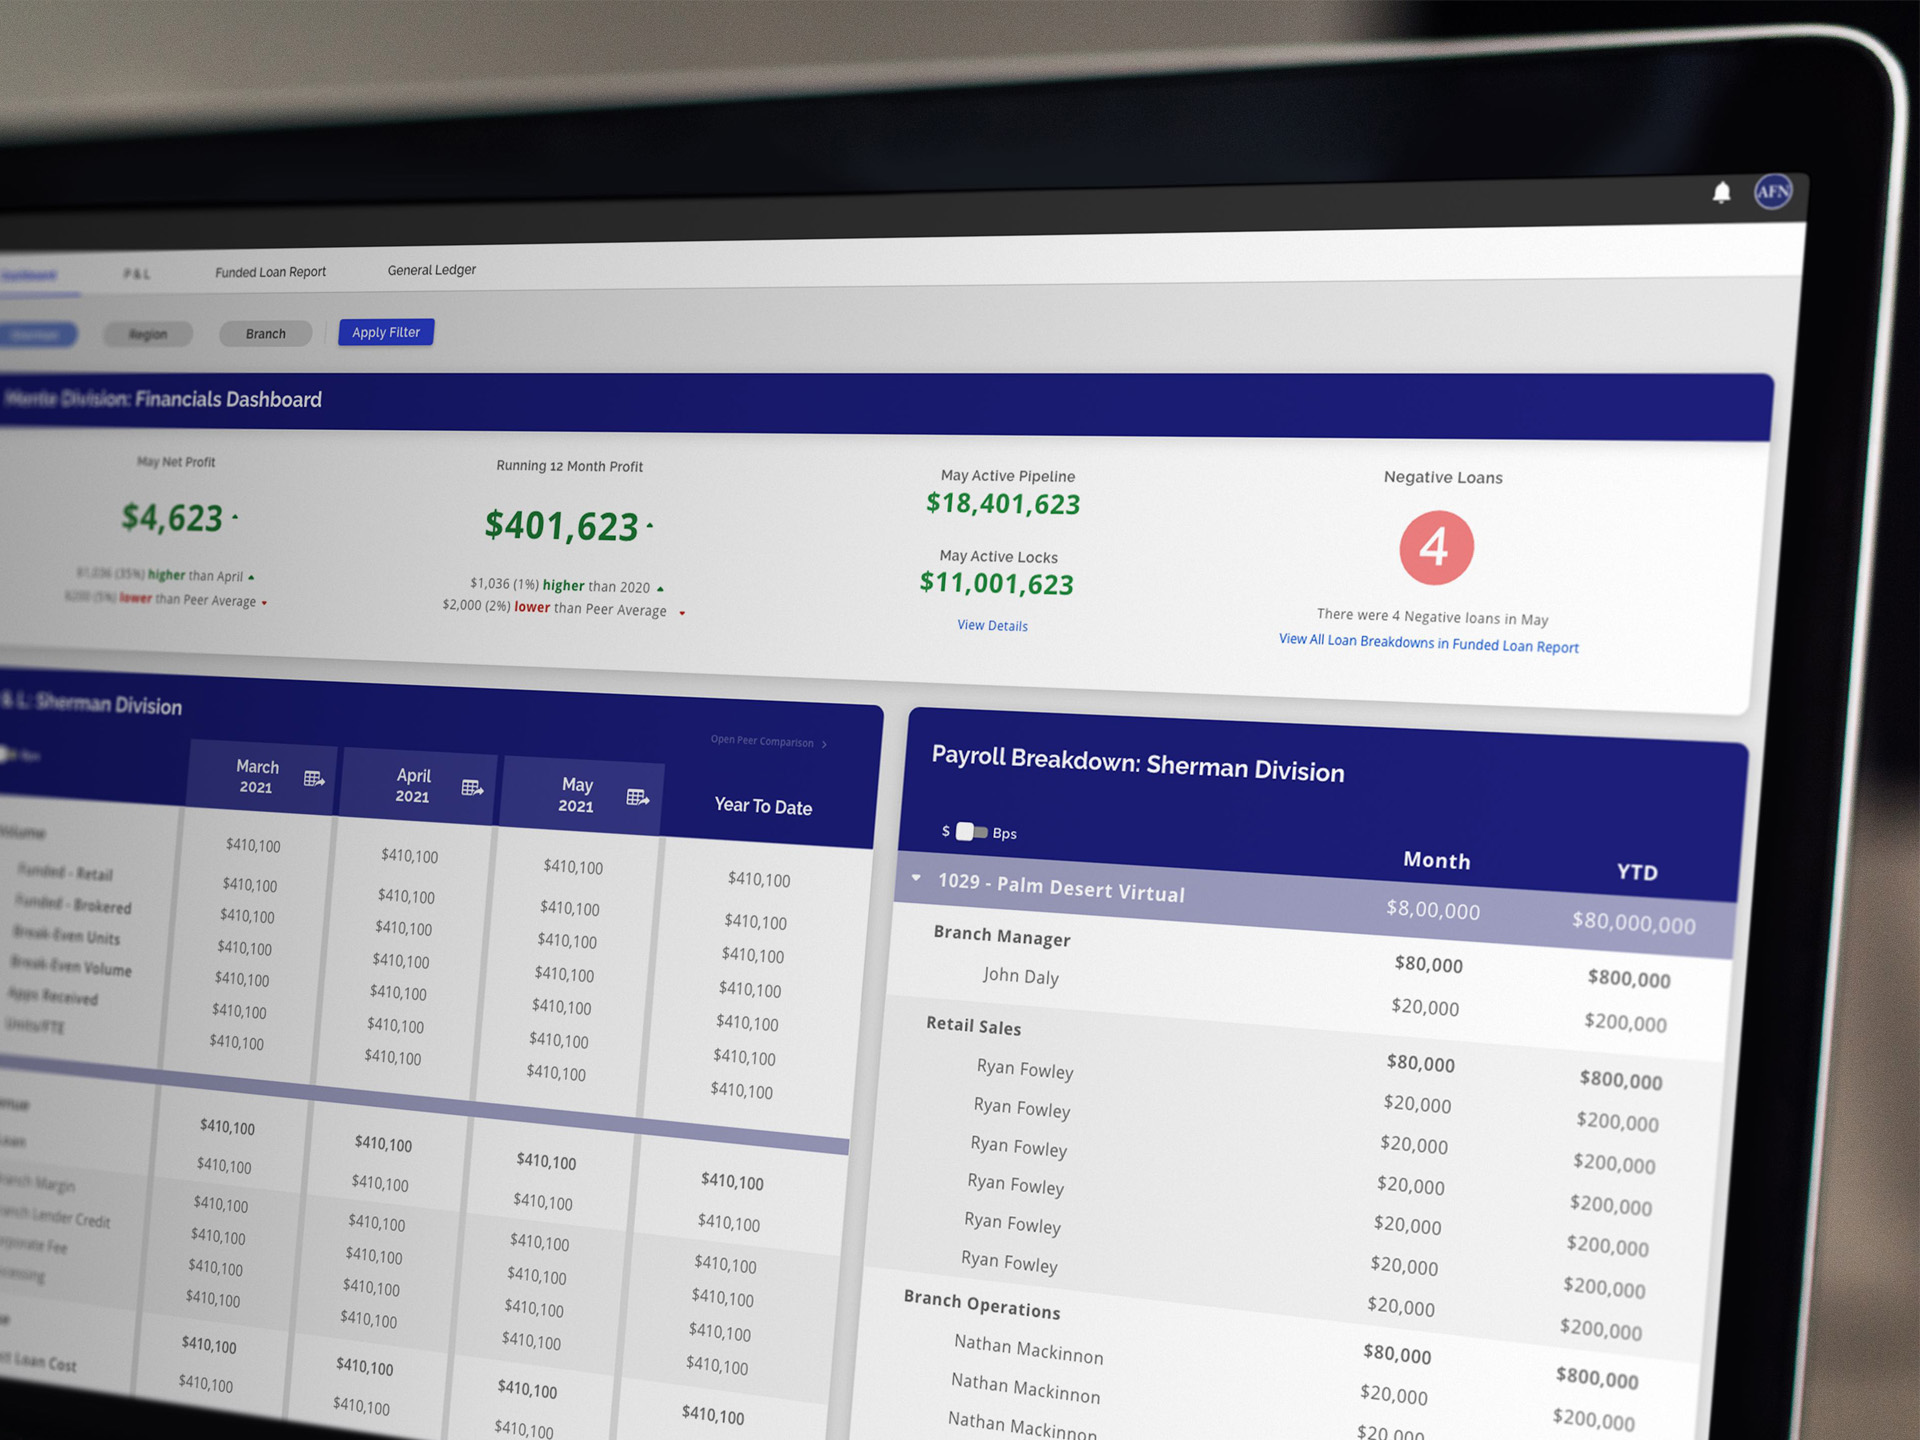 AFN
Dashboard P & L Funded Loan Report General Ledger
Region Branch Apply Filter
Division: Financials Dashboard
May Net Profit
$4,623
$1,036 (35%) higher than April
$200 (5%) lower than Peer Average
Running 12 Month Profit
$401,623
$1,036 (1%) higher than 2020
$2,000 (2%) lower than Peer Average
May Active Pipeline
$18,401,623
May Active Locks
$11,001,623
View Details
Negative Loans
4
There were 4 Negative loans in May
View All Loan Breakdowns in Funded Loan Report
& L: Sherman Division
Open Peer Comparison >
Bps
March 2021 April 2021 May 2021 Year To Date
Volume $410,100 $410,100 $410,100 $410,100
Funded - Retail $410,100 $410,100 $410,100 $410,100
Funded - Brokered $410,100 $410,100 $410,100 $410,100
Break-Even Units $410,100 $410,100 $410,100 $410,100
Break-Even Volume $410,100 $410,100 $410,100 $410,100
Apps Received $410,100 $410,100 $410,100 $410,100
Units/FTE $410,100 $410,100 $410,100 $410,100
$410,100 $410,100 $410,100 $410,100
Loan $410,100 $410,100 $410,100 $410,100
Margin $410,100 $410,100 $410,100 $410,100
Lender Credit $410,100 $410,100 $410,100 $410,100
Fee $410,100 $410,100 $410,100 $410,100
$410,100 $410,100 $410,100 $410,100
$410,100 $410,100 $410,100 $410,100
Loan Cost $410,100 $410,100 $410,100
Payroll Breakdown: Sherman Division
$ Bps
Month YTD
1029 - Palm Desert Virtual $8,00,000 $80,000,000
Branch Manager $80,000 $800,000
John Daly $20,000 $200,000
Retail Sales $80,000 $800,000
Ryan Fowley $20,000 $200,000
Ryan Fowley $20,000 $200,000
Ryan Fowley $20,000 $200,000
Ryan Fowley $20,000 $200,000
Ryan Fowley $20,000 $200,000
Ryan Fowley $20,000 $200,000
Branch Operations $80,000 $800,000
Nathan Mackinnon $20,000 $200,000
Nathan Mackinnon $20,000
Nathan Mackinnon